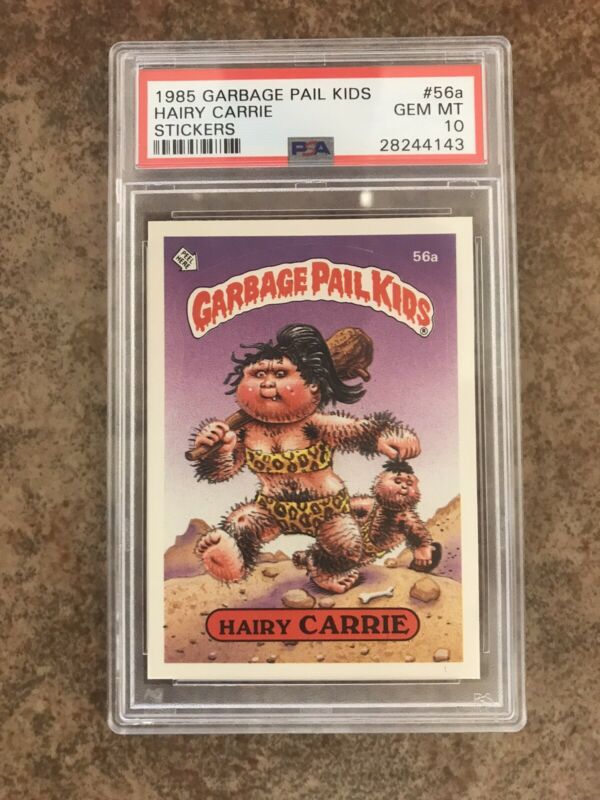 1985 GARBAGE PAIL KIDS #56a
HAIRY CARRIE GEM MT
STICKERS 10
PSA 28244143
PEEL HERE
56a
GARBAGE PAIL KIDS®
HAIRY CARRIE